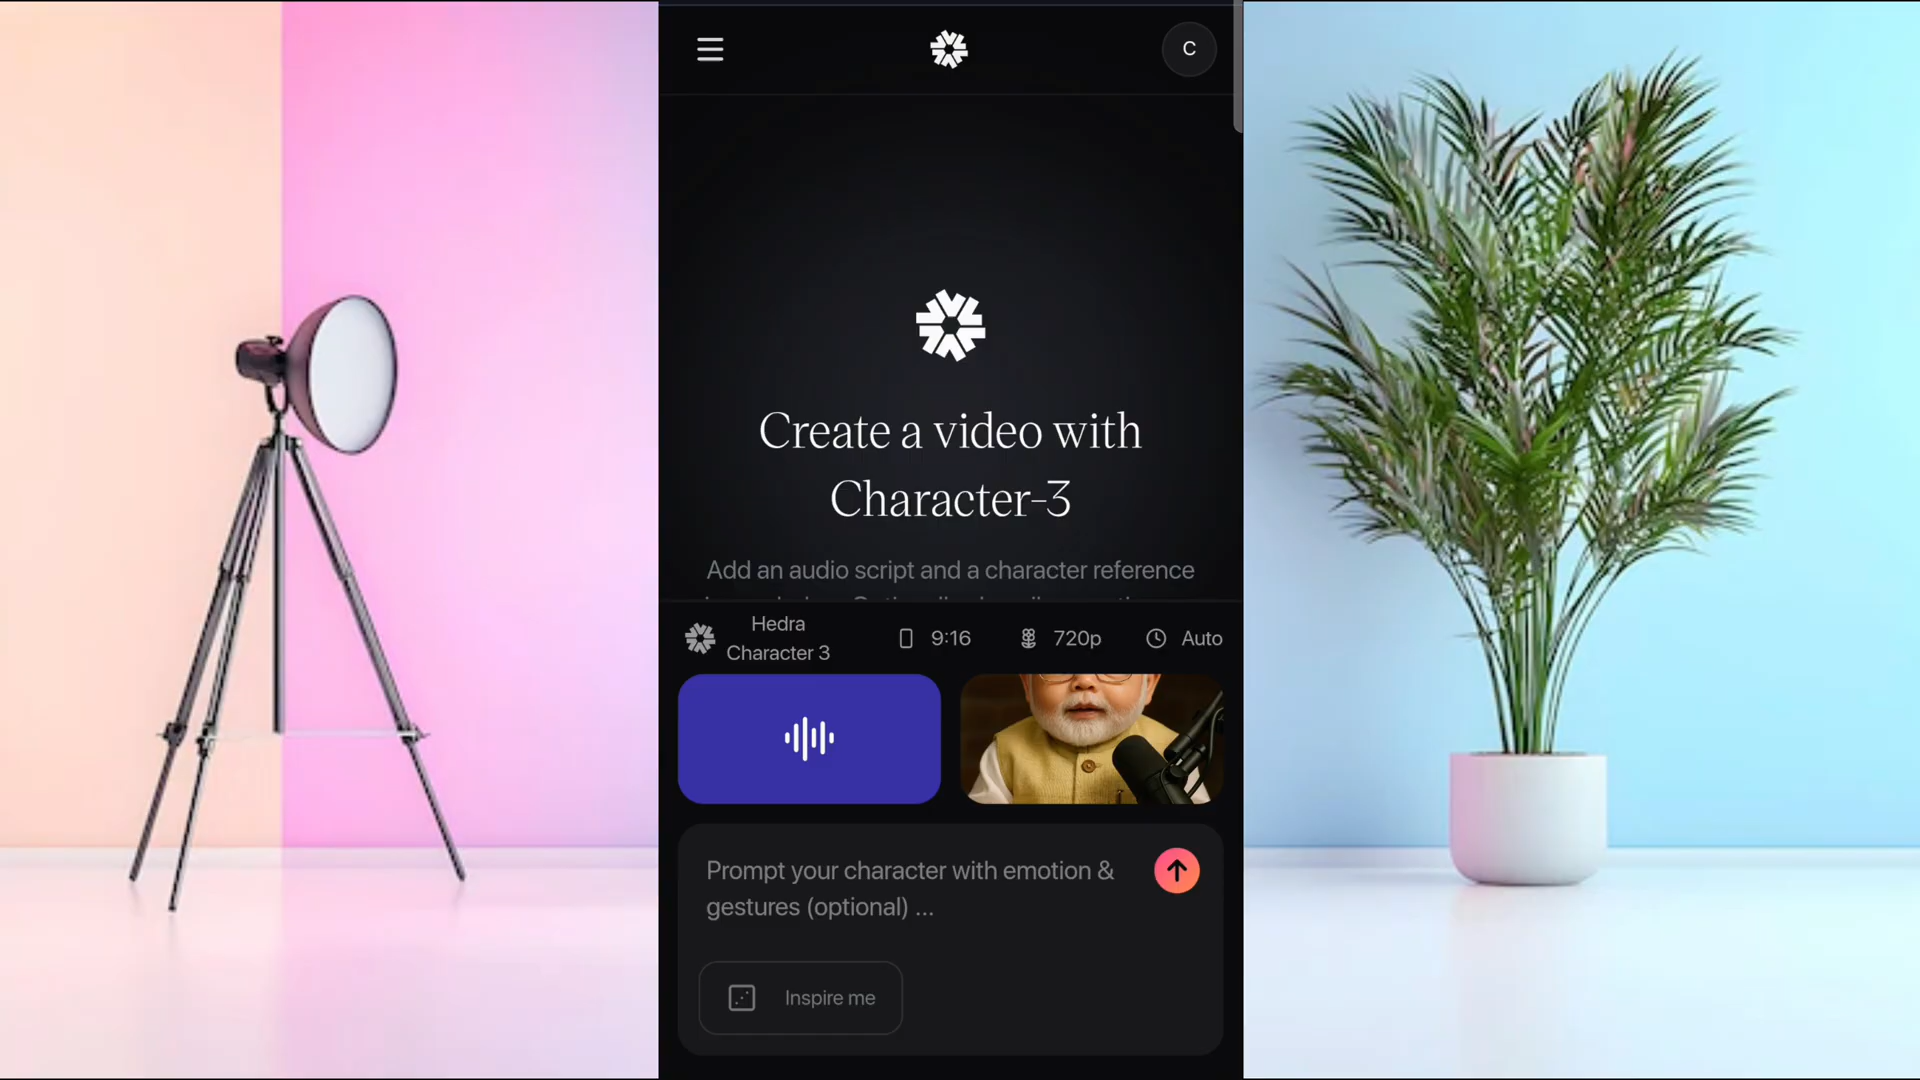 C
Create a video with
Character-3
Add an audio script and a character reference
Hedra
Character 3
9:16
720p
Auto
Prompt your character with emotion &
gestures (optional) ...
Inspire me